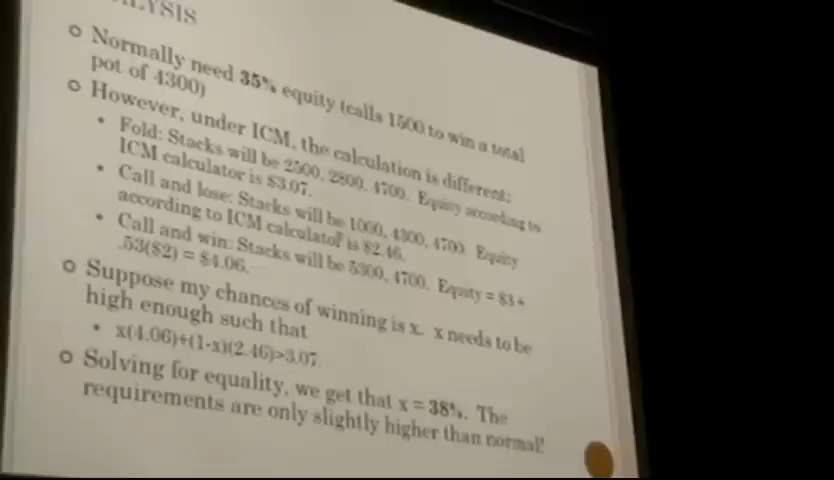 LYSIS
Normally need 35% equity (calls 1500 to win a total
pot of 4300)
However, under ICM, the calculation is different:
Fold: Stacks will be 2500, 2800, 4700. Equity according to
ICM calculator is $3.07.
Call and lose: Stacks will be 1000, 4300, 4700. Equity
according to ICM calculator is $2.46.
Call and win: Stacks will be 5300, 4700. Equity = $3+
.53($2) = $4.06.
Suppose my chances of winning is x. x needs to be
high enough such that
x(4.06)+(1-x)(2.46)>3.07.
Solving for equality, we get that x = 38%. The
requirements are only slightly higher than normal!